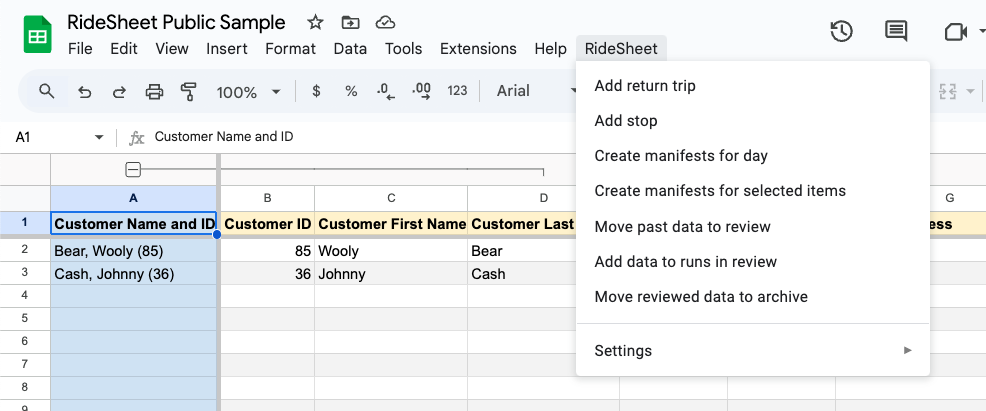 RideSheet Public Sample
File Edit View Insert Format Data Tools Extensions Help RideSheet
100% $ % .0 .00 123 Arial
A1 Customer Name and ID
Add return trip
Add stop
Create manifests for day
Create manifests for selected items
Move past data to review
Add data to runs in review
Move reviewed data to archive
Settings
A B C D G
1 Customer Name and ID Customer ID Customer First Name Customer Last ess
2 Bear, Wooly (85) 85 Wooly Bear
3 Cash, Johnny (36) 36 Johnny Cash
4
5
6
7
8
9